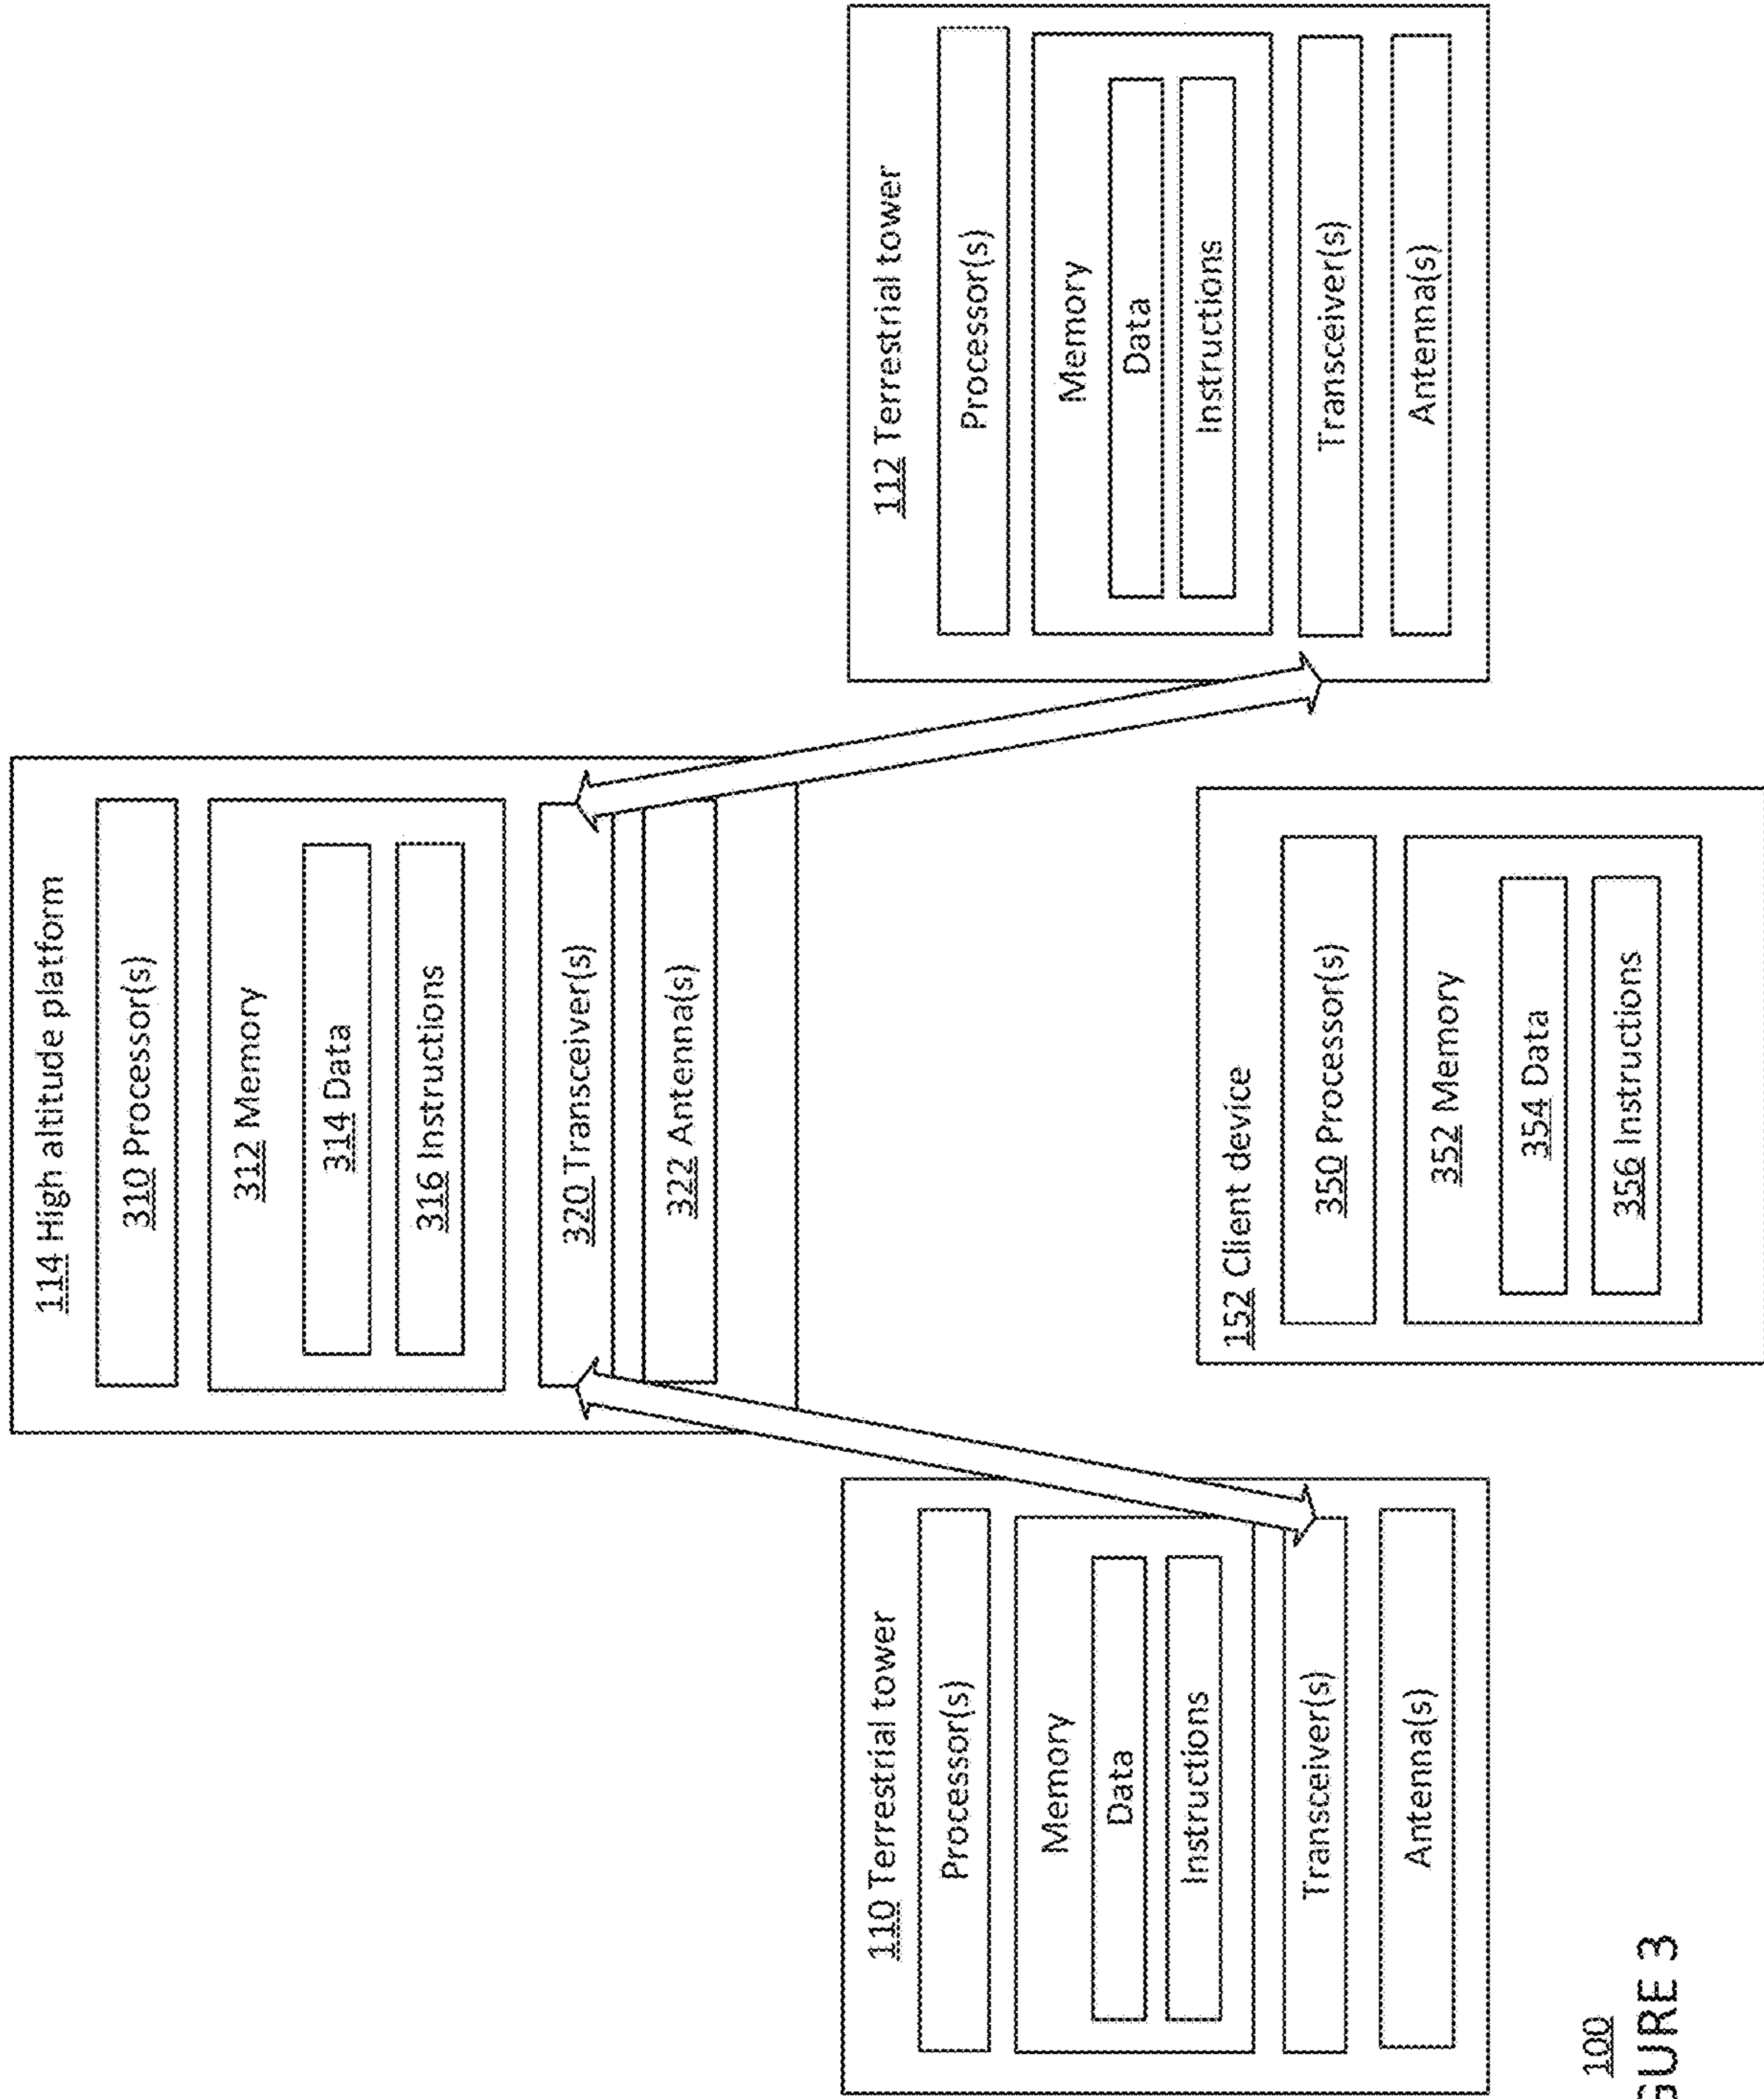 114 High altitude platform
310 Processor(s)
312 Memory
314 Data
316 Instructions
320 Transceiver(s)
322 Antenna(s)
110 Terrestrial tower
Processor(s)
Memory
Data
Instructions
Transceiver(s)
Antenna(s)
152 Client device
350 Processor(s)
352 Memory
354 Data
356 Instructions
112 Terrestrial tower
Processor(s)
Memory
Data
Instructions
Transceiver(s)
Antenna(s)
100
GURE 3